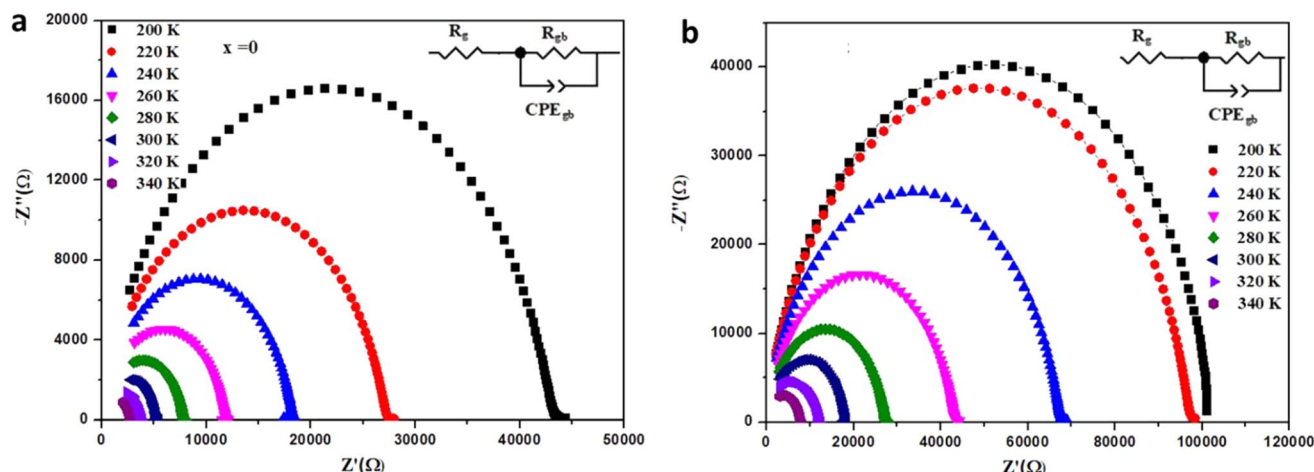 a
20000
16000
12000
8000
4000
0
-Z''(Ω)
200 K
220 K
240 K
260 K
280 K
300 K
320 K
340 K
x =0
Rg
Rgb
CPEgb
0
10000
20000
30000
40000
50000
Z'(Ω)
b
40000
30000
20000
10000
0
-Z''(Ω)
Rg
Rgb
CPEgb
200 K
220 K
240 K
260 K
280 K
300 K
320 K
340 K
0
20000
40000
60000
80000
100000
120000
Z'(Ω)